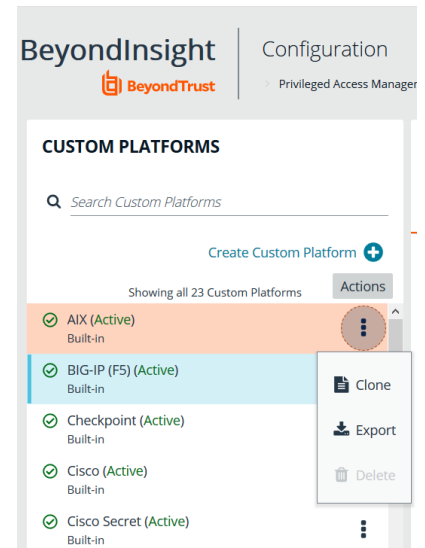 BeyondInsight
BeyondTrust
Configuration
Privileged Access Manager
CUSTOM PLATFORMS
Search Custom Platforms
Create Custom Platform
Showing all 23 Custom Platforms
Actions
AIX (Active)
Built-in
BIG-IP (F5) (Active)
Built-in
Clone
Checkpoint (Active)
Built-in
Export
Cisco (Active)
Built-in
Delete
Cisco Secret (Active)
Built-in